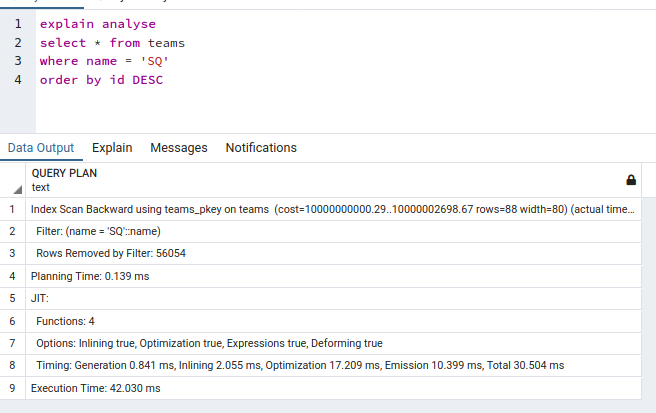 1 explain analyse
2 select * from teams
3 where name = 'SQ'
4 order by id DESC
Data Output Explain Messages Notifications
QUERY PLAN
text
1 Index Scan Backward using teams_pkey on teams (cost=10000000000.29..10000002698.67 rows=88 width=80) (actual time…
2 Filter: (name = 'SQ'::name)
3 Rows Removed by Filter: 56054
4 Planning Time: 0.139 ms
5 JIT:
6 Functions: 4
7 Options: Inlining true, Optimization true, Expressions true, Deforming true
8 Timing: Generation 0.841 ms, Inlining 2.055 ms, Optimization 17.209 ms, Emission 10.399 ms, Total 30.504 ms
9 Execution Time: 42.030 ms